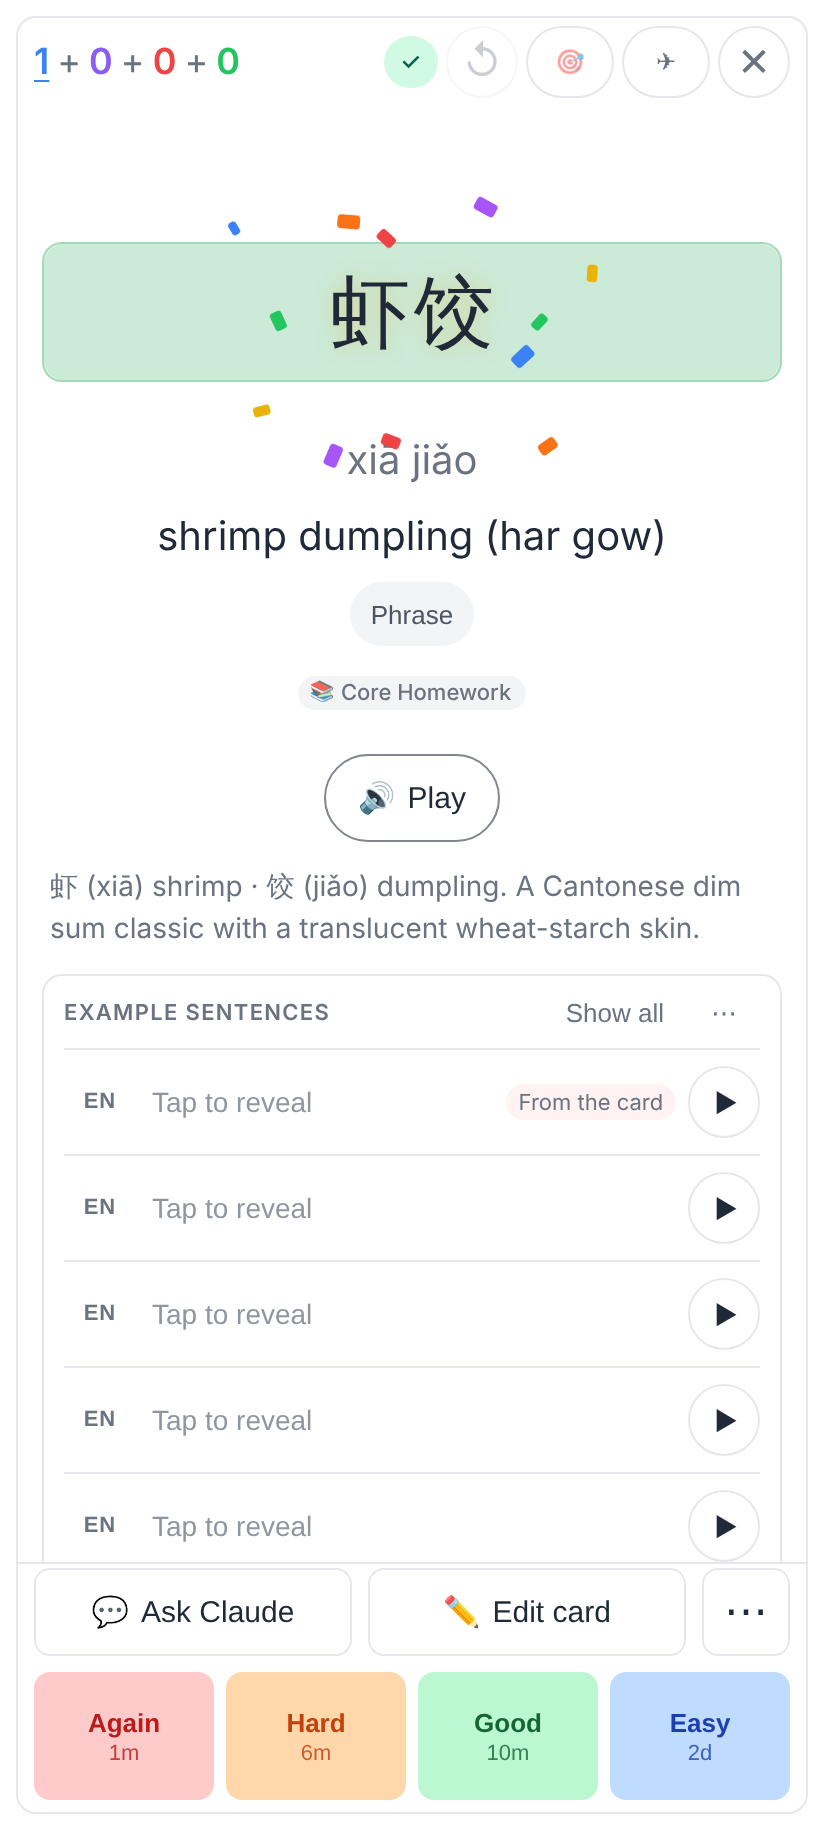 1 + 0 + 0 + 0
虾饺
xiā jiǎo
shrimp dumpling (har gow)
Phrase
Core Homework
Play
虾 (xiā) shrimp · 饺 (jiǎo) dumpling. A Cantonese dim
sum classic with a translucent wheat-starch skin.
EXAMPLE SENTENCES Show all ⋯
EN Tap to reveal From the card
EN Tap to reveal
EN Tap to reveal
EN Tap to reveal
EN Tap to reveal
Ask Claude Edit card ⋯
Again Hard Good Easy
1m 6m 10m 2d